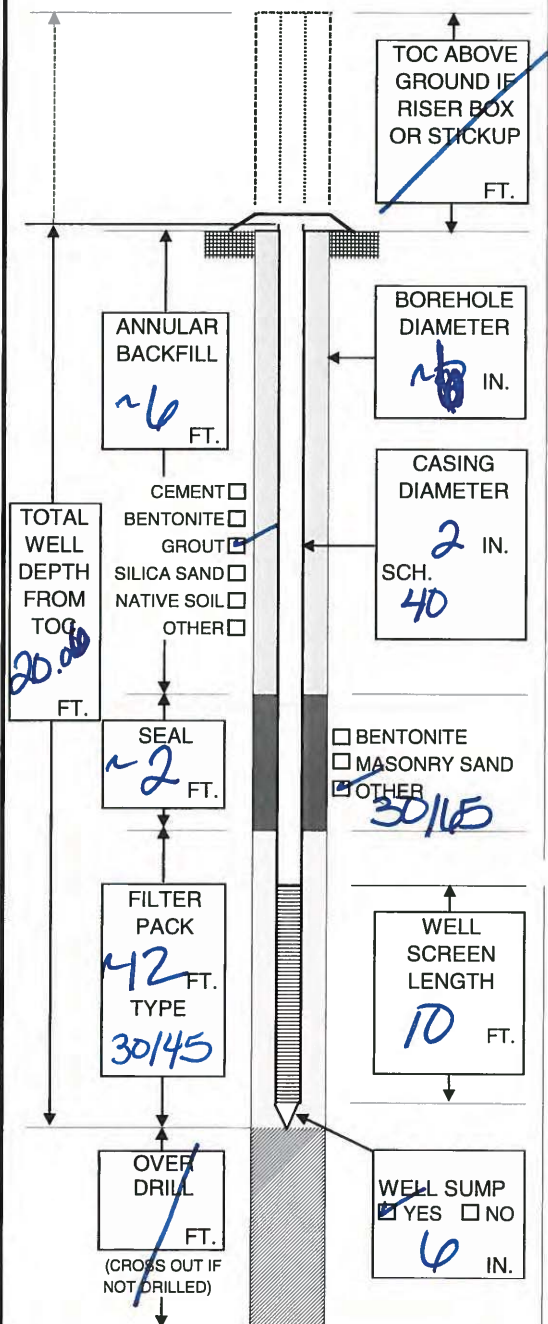 TOC ABOVE
GROUND IF
RISER BOX
OR STICKUP
FT.
ANNULAR
BACKFILL
~6
FT.
BOREHOLE
DIAMETER
IN.
CEMENT
BENTONITE
GROUT
SILICA SAND
NATIVE SOIL
OTHER
CASING
DIAMETER
2 IN.
SCH.
40
TOTAL
WELL
DEPTH
FROM
TOC
FT.
SEAL
~2 FT.
BENTONITE
MASONRY SAND
OTHER
30/65
FILTER
PACK
~12 FT.
TYPE
30/45
WELL
SCREEN
LENGTH
10 FT.
OVER
DRILL
FT.
(CROSS OUT IF
NOT DRILLED)
WELL SUMP
YES NO
6 IN.